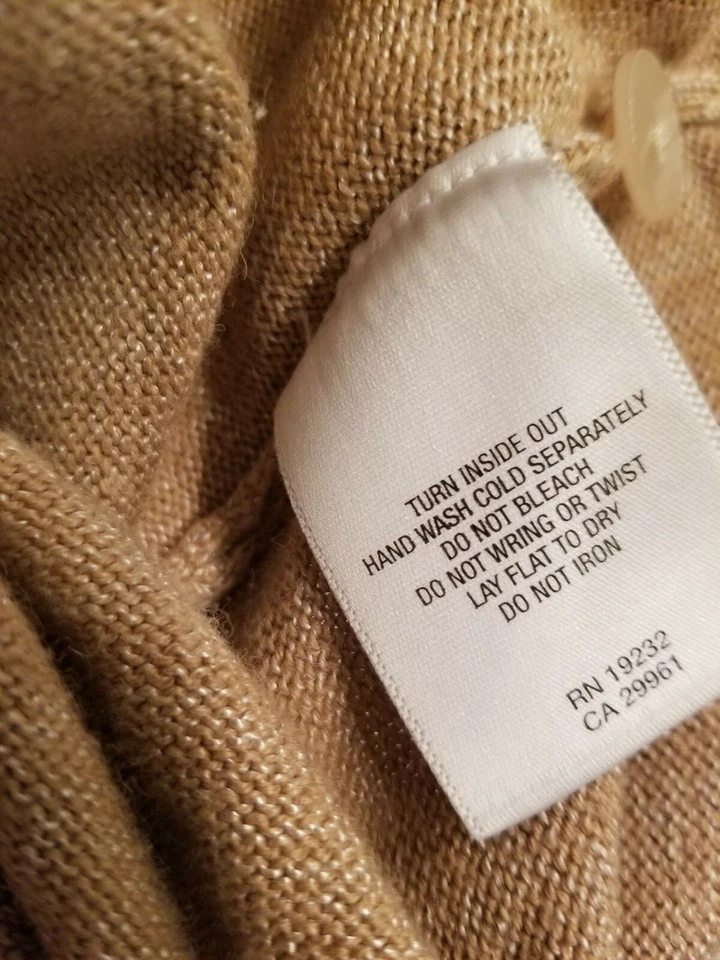 TURN INSIDE OUT
HAND WASH COLD SEPARATELY
DO NOT BLEACH
DO NOT WRING OR TWIST
LAY FLAT TO DRY
DO NOT IRON
RN 19232
CA 29961